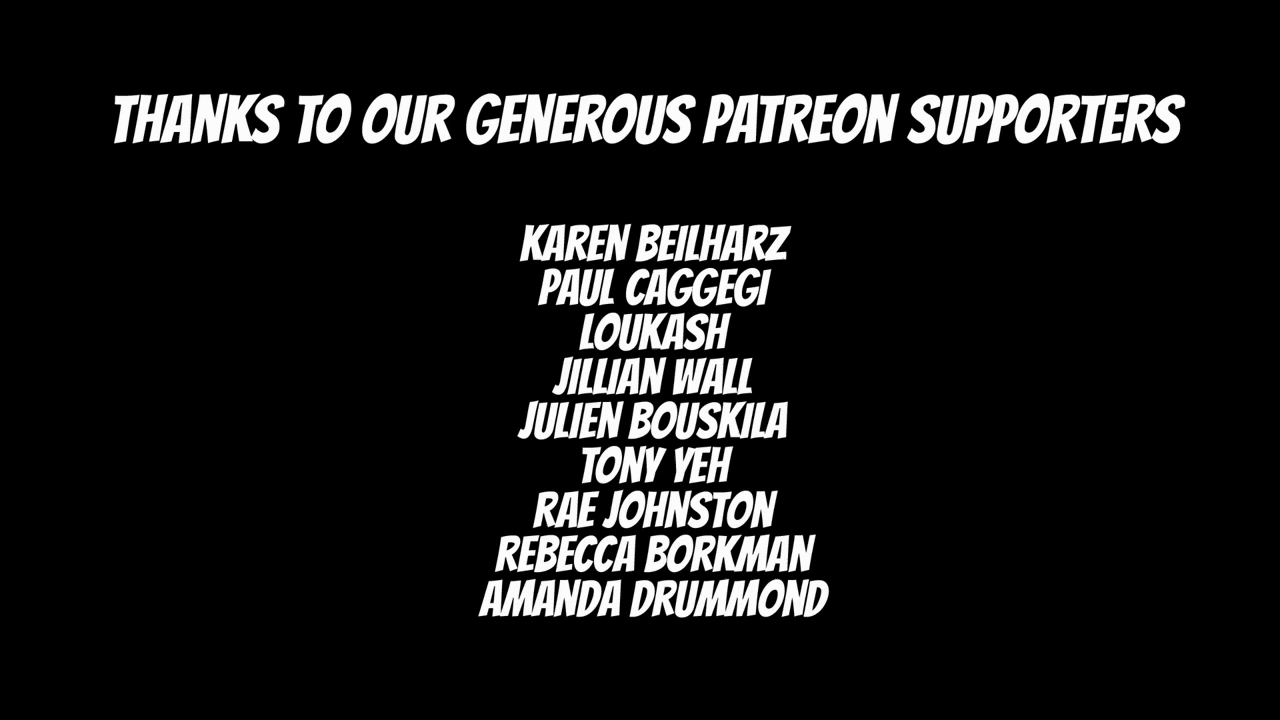 THANKS TO OUR GENEROUS PATREON SUPPORTERS
KAREN BEILHARZ
PAUL CAGGEGI
LOUKASH
JILLIAN WALL
JULIEN BOUSKILA
TONY YEH
RAE JOHNSTON
REBECCA BORKMAN
AMANDA DRUMMOND